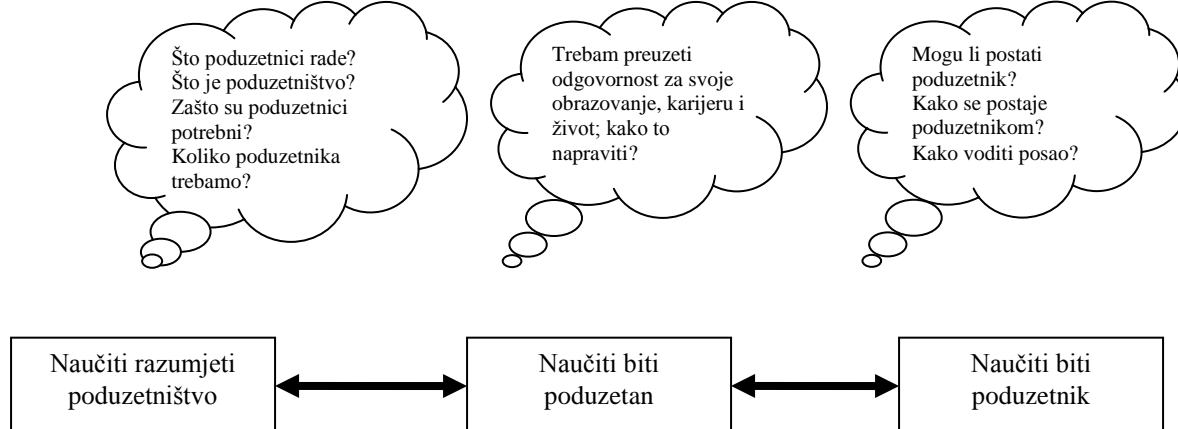 Što poduzetnici rade?
Što je poduzetništvo?
Zašto su poduzetnici
potrebni?
Koliko poduzetnika
trebamo?
Trebam preuzeti
odgovornost za svoje
obrazovanje, karijeru i
život; kako to
napraviti?
Mogu li postati
poduzetnik?
Kako se postaje
poduzetnikom?
Kako voditi posao?
Naučiti razumjeti
poduzetništvo
Naučiti biti
poduzetan
Naučiti biti
poduzetnik